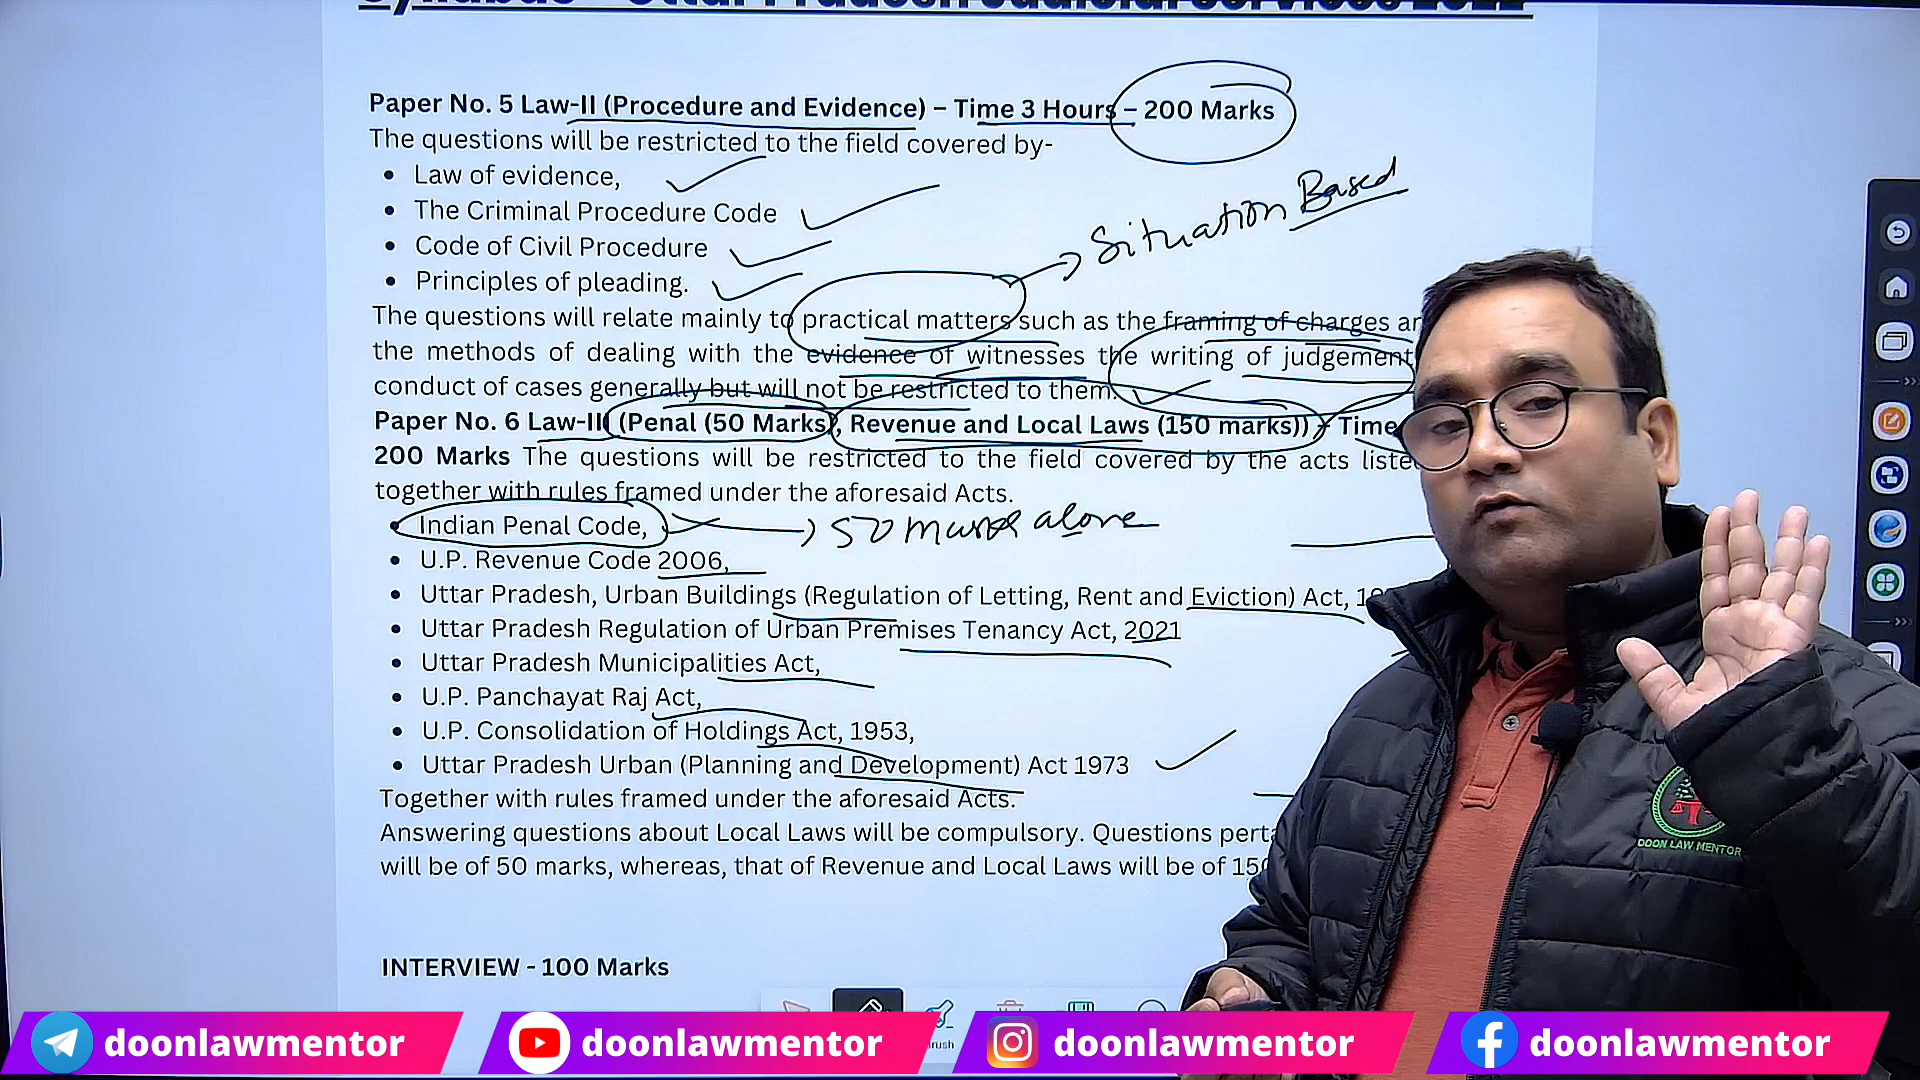 Syllabus - Uttar Pradesh Judicial Services 2022
Paper No. 5 Law-II (Procedure and Evidence) – Time 3 Hours – 200 Marks
The questions will be restricted to the field covered by-
• Law of evidence,
• The Criminal Procedure Code
• Code of Civil Procedure
• Principles of pleading.
Situation Based
The questions will relate mainly to practical matters such as the framing of charges
the methods of dealing with the evidence of witnesses the writing of judgement
conduct of cases generally but will not be restricted to them.
Paper No. 6 Law-III (Penal (50 Marks), Revenue and Local Laws (150 marks)) – Time
200 Marks The questions will be restricted to the field covered by the acts
together with rules framed under the aforesaid Acts.
• Indian Penal Code,
50 marks alone
• U.P. Revenue Code 2006,
• Uttar Pradesh, Urban Buildings (Regulation of Letting, Rent and Eviction) Act,
• Uttar Pradesh Regulation of Urban Premises Tenancy Act, 2021
• Uttar Pradesh Municipalities Act,
• U.P. Panchayat Raj Act,
• U.P. Consolidation of Holdings Act, 1953,
• Uttar Pradesh Urban (Planning and Development) Act 1973
Together with rules framed under the aforesaid Acts.
Answering questions about Local Laws will be compulsory. Questions
will be of 50 marks, whereas, that of Revenue and Local Laws will be of
INTERVIEW - 100 Marks
DOON LAW MENTOR
doonlawmentor
doonlawmentor
doonlawmentor
doonlawmentor